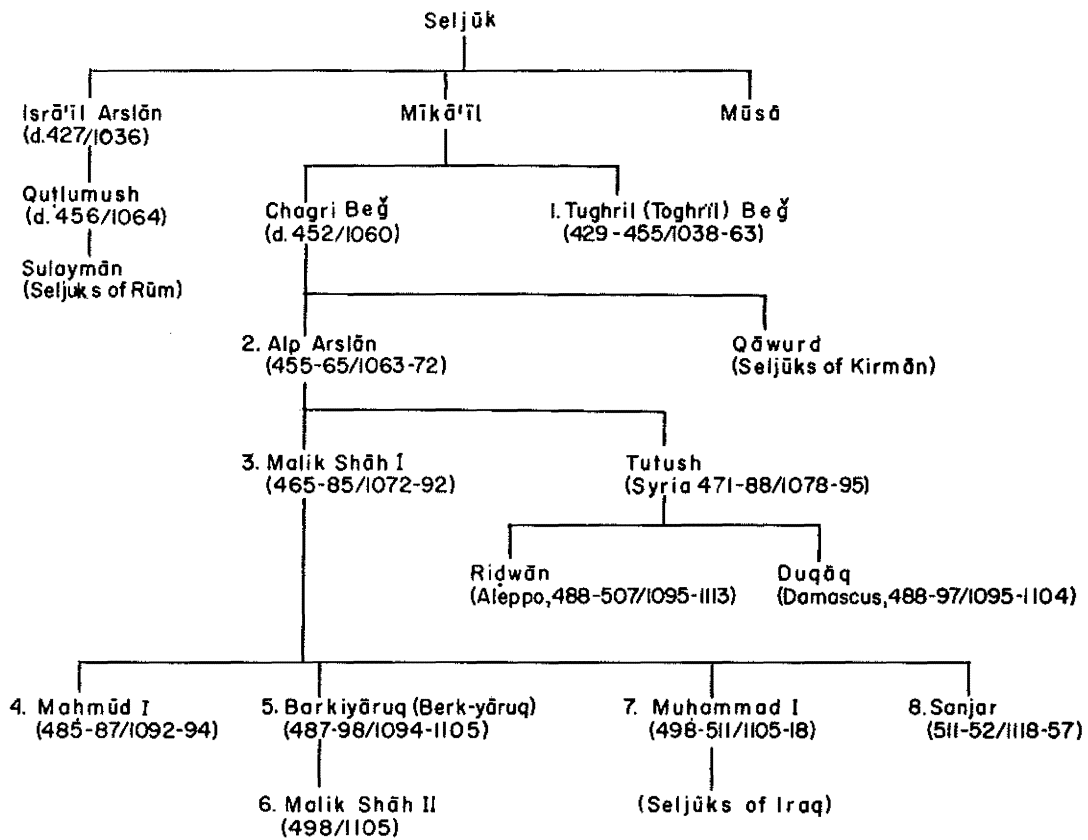 Seljūk
Isrā'īl Arslān
(d.427/1036)
Mīkā'īl
Mūsā
Quṭlumush
(d. 456/1064)
Chagri Beğ
(d. 452/1060)
1. Tughril (Toghrïl) Beğ
(429-455/1038-63)
Sulaymān
(Seljuks of Rūm)
2. Alp Arslān
(455-65/1063-72)
Qāwurd
(Seljūks of Kirmān)
3. Malik Shāh I
(465-85/1072-92)
Tutush
(Syria 471-88/1078-95)
Riḍwān
(Aleppo, 488-507/1095-1113)
Duqāq
(Damascus, 488-97/1095-1104)
4. Maḥmūd I
(485-87/1092-94)
5. Barkiyāruq (Berk-yāruq)
(487-98/1094-1105)
7. Muḥammad I
(498-511/1105-18)
8. Sanjar
(511-52/1118-57)
6. Malik Shāh II
(498/1105)
(Seljūks of Iraq)